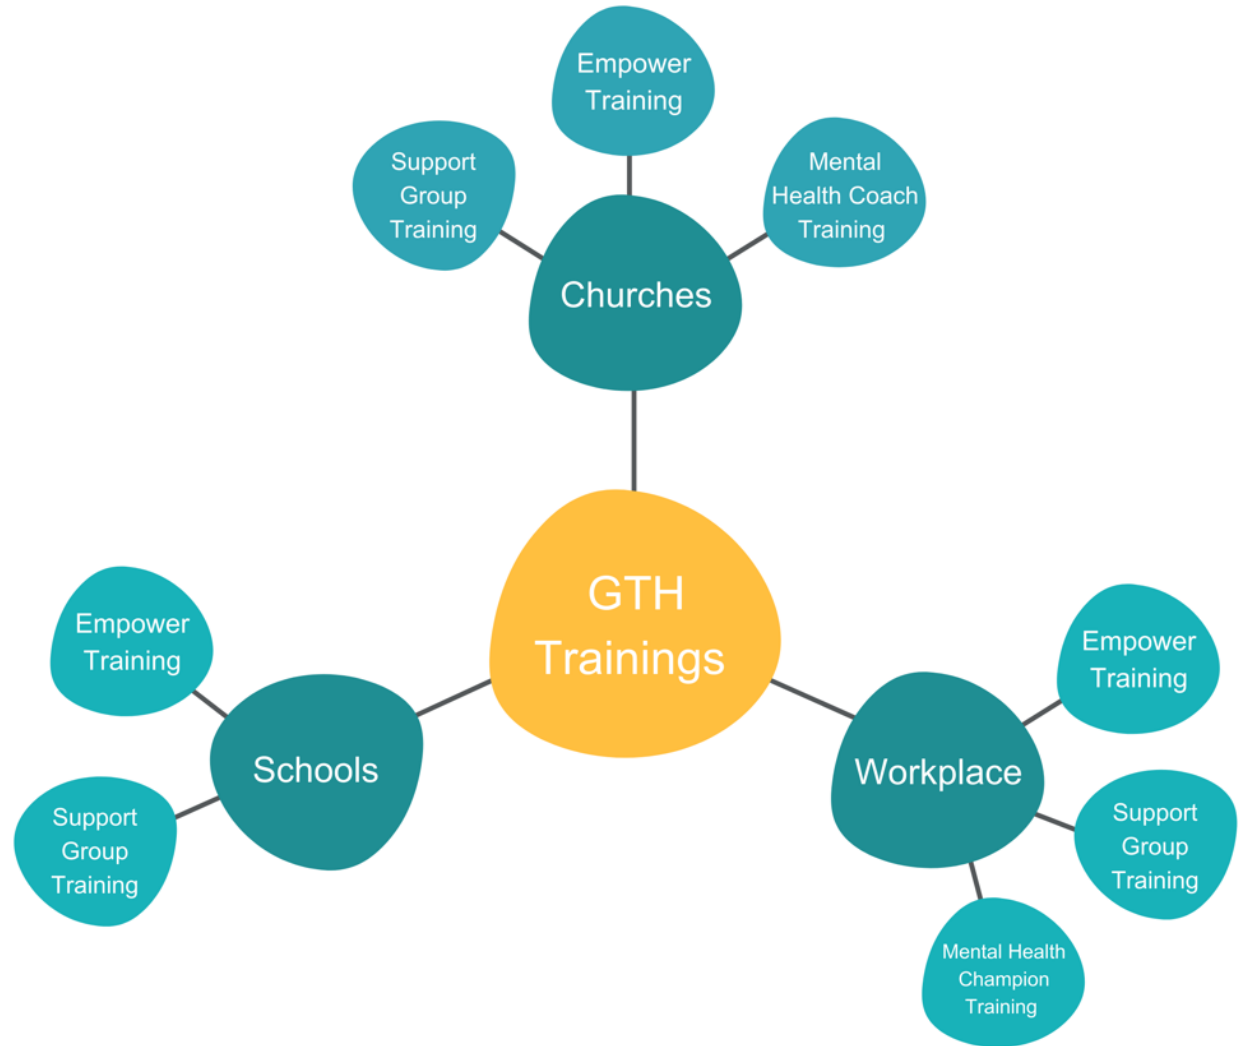 Empower
Training
Support
Group
Training
Mental
Health Coach
Training
Churches
GTH
Trainings
Empower
Training
Schools
Support
Group
Training
Empower
Training
Workplace
Support
Group
Training
Mental Health
Champion
Training